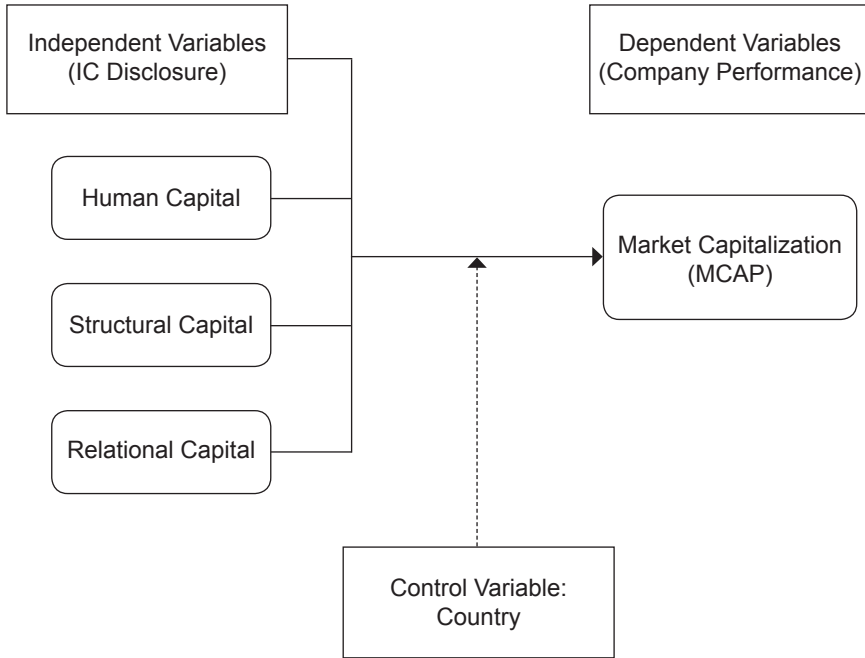 Independent Variables
(IC Disclosure)
Dependent Variables
(Company Performance)
Human Capital
Market Capitalization
(MCAP)
Structural Capital
Relational Capital
Control Variable:
Country